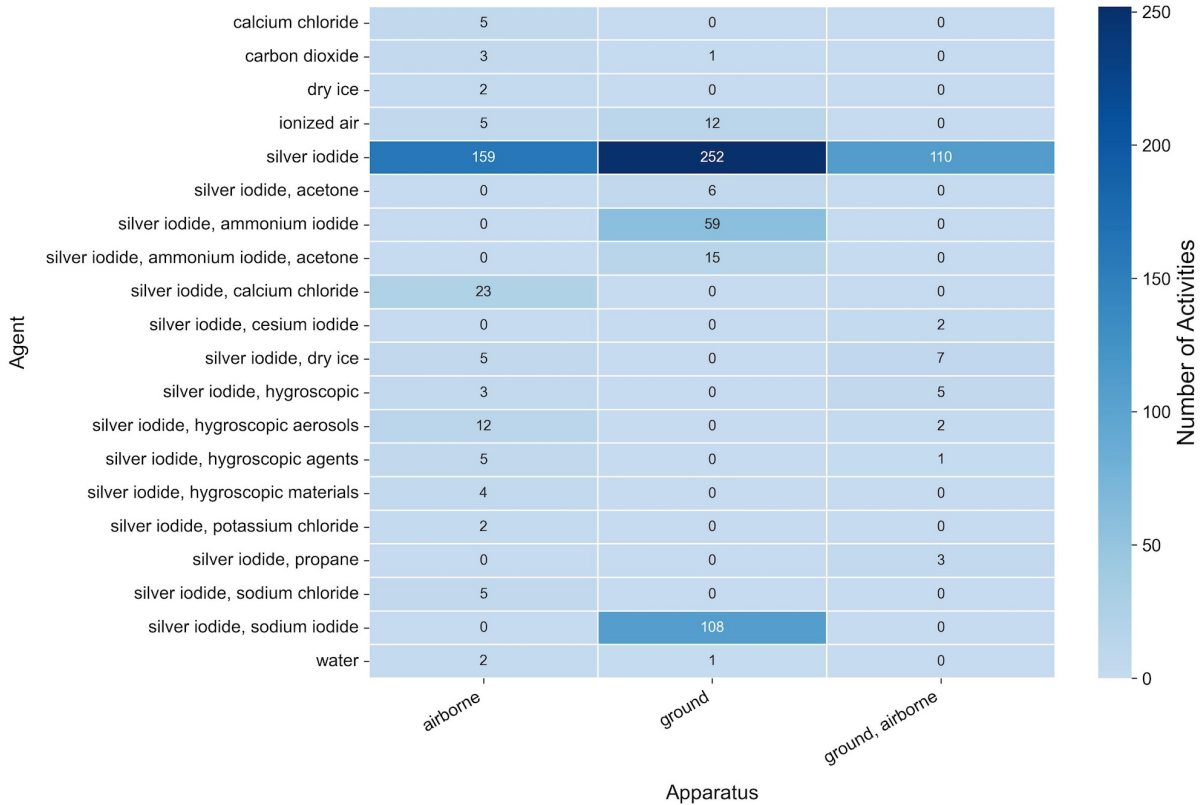 calcium chloride 5 0 0
carbon dioxide 3 1 0
dry ice 2 0 0
ionized air 5 12 0
silver iodide 159 252 110
silver iodide, acetone 0 6 0
silver iodide, ammonium iodide 0 59 0
silver iodide, ammonium iodide, acetone 0 15 0
silver iodide, calcium chloride 23 0 0
silver iodide, cesium iodide 0 0 2
silver iodide, dry ice 5 0 7
silver iodide, hygroscopic 3 0 5
silver iodide, hygroscopic aerosols 12 0 2
silver iodide, hygroscopic agents 5 0 1
silver iodide, hygroscopic materials 4 0 0
silver iodide, potassium chloride 2 0 0
silver iodide, propane 0 0 3
silver iodide, sodium chloride 5 0 0
silver iodide, sodium iodide 0 108 0
water 2 1 0
Agent
airborne ground ground, airborne
Apparatus
250
200
150
100
50
0
Number of Activities